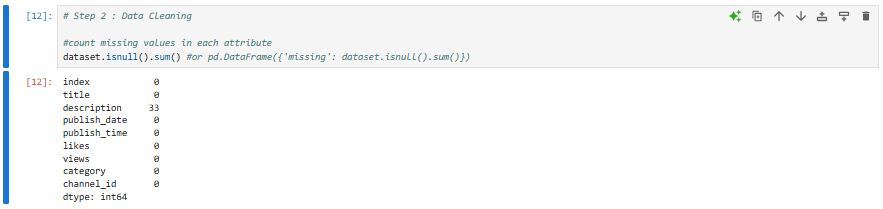 [12]: # Step 2 : Data Cleaning
#count missing values in each attribute
dataset.isnull().sum() #or pd.DataFrame({'missing': dataset.isnull().sum()})
[12]: index 0
title 0
description 33
publish_date 0
publish_time 0
likes 0
views 0
category 0
channel_id 0
dtype: int64